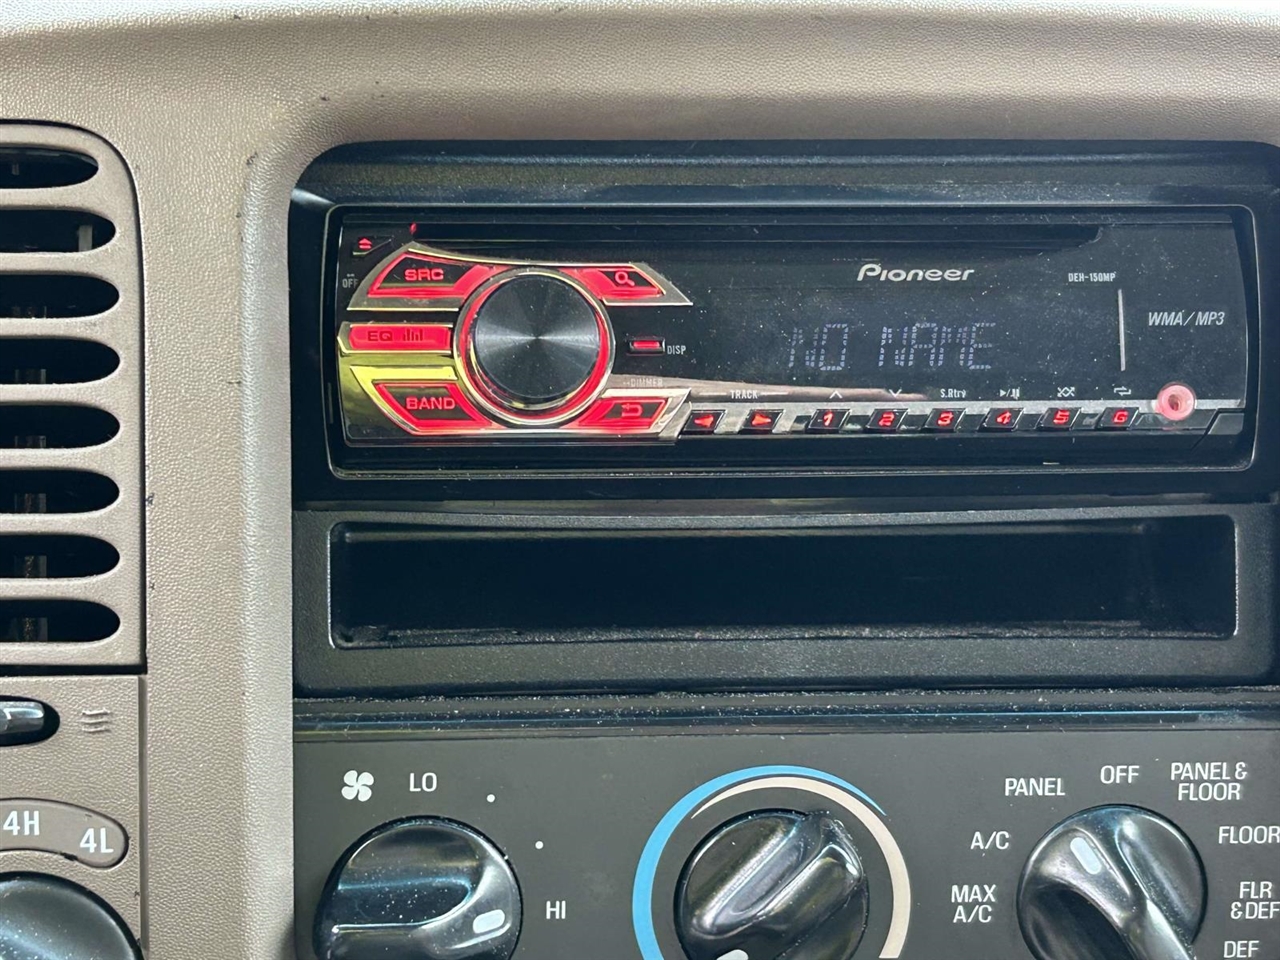 Pioneer
DEH-150MP
SRC
OFF
EQ
DISP
NO NAME
WMA/MP3
BAND
DIMMER
TRACK
S.Rtrv
1 2 3 4 5 6
LO
HI
4H
4L
PANEL
OFF
PANEL &
FLOOR
A/C
FLOOR
MAX
A/C
FLR
& DEF
DEF